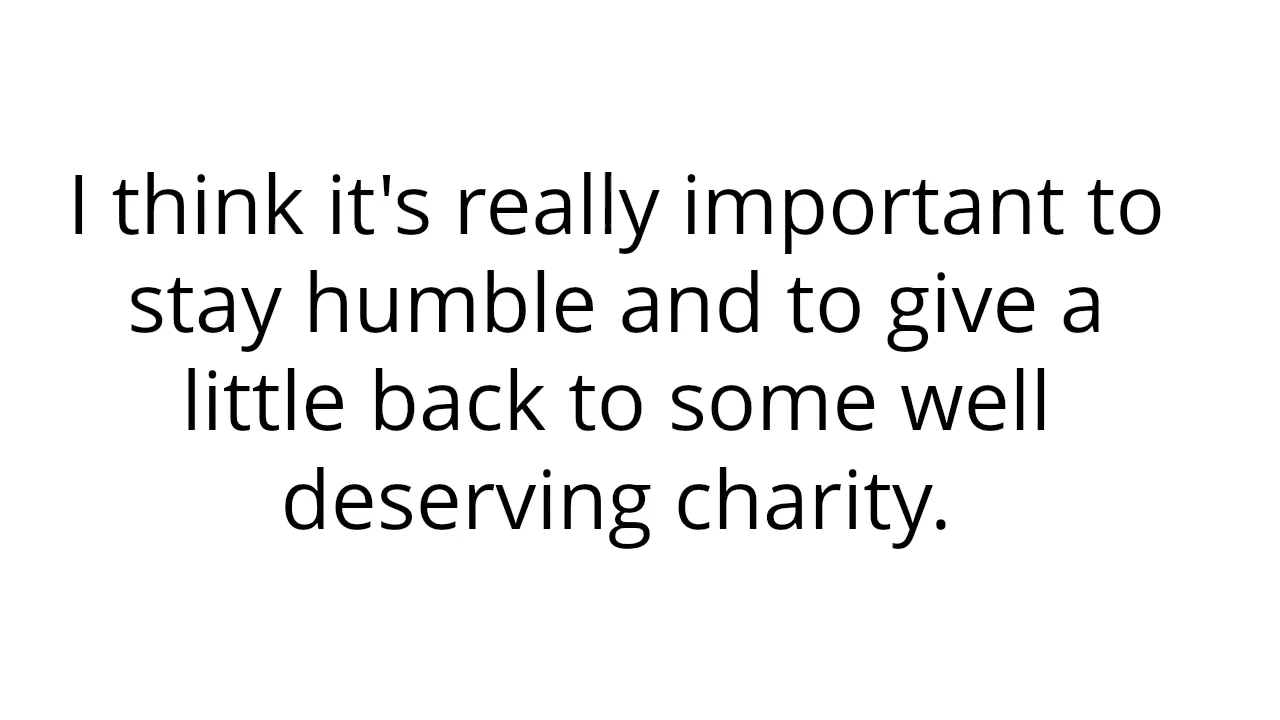 I think it's really important to
stay humble and to give a
little back to some well
deserving charity.